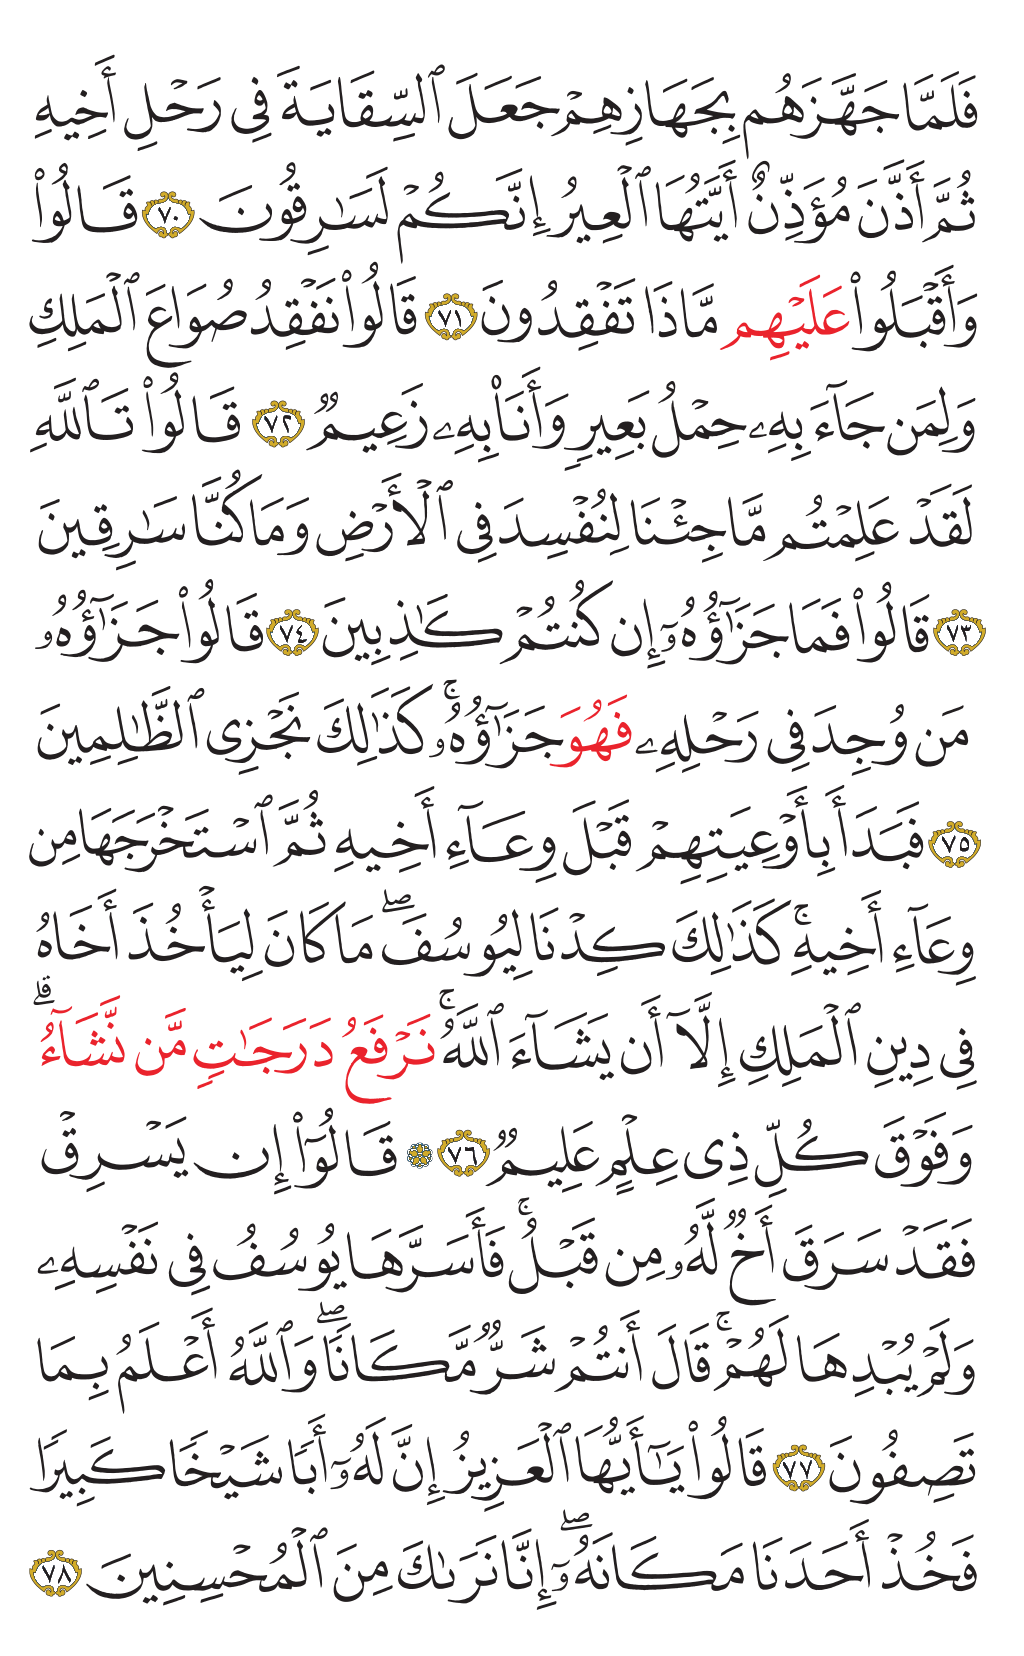 فَلَمَّا جَهَّزَهُم بِجَهَازِهِمْ جَعَلَ ٱلسِّقَايَةَ فِى رَحْلِ أَخِيهِ
ثُمَّ أَذَّنَ مُؤَذِّنٌ أَيَّتُهَا ٱلْعِيرُ إِنَّكُمْ لَسَٰرِقُونَ ٧٠ قَالُوا۟
وَأَقْبَلُوا۟ عَلَيْهِم مَّاذَا تَفْقِدُونَ ٧١ قَالُوا۟ نَفْقِدُ صُوَاعَ ٱلْمَلِكِ
وَلِمَن جَآءَ بِهِۦ حِمْلُ بَعِيرٍ وَأَنَا۠ بِهِۦ زَعِيمٌ ٧٢ قَالُوا۟ تَٱللَّهِ
لَقَدْ عَلِمْتُم مَّا جِئْنَا لِنُفْسِدَ فِى ٱلْأَرْضِ وَمَا كُنَّا سَٰرِقِينَ
٧٣ قَالُوا۟ فَمَا جَزَٰٓؤُهُۥٓ إِن كُنتُمْ كَٰذِبِينَ ٧٤ قَالُوا۟ جَزَٰٓؤُهُۥ
مَن وُجِدَ فِى رَحْلِهِۦ فَهُوَ جَزَٰٓؤُهُۥ ۚ كَذَٰلِكَ نَجْزِى ٱلظَّٰلِمِينَ
٧٥ فَبَدَأَ بِأَوْعِيَتِهِمْ قَبْلَ وِعَآءِ أَخِيهِ ثُمَّ ٱسْتَخْرَجَهَا مِن
وِعَآءِ أَخِيهِ ۚ كَذَٰلِكَ كِدْنَا لِيُوسُفَ ۖ مَا كَانَ لِيَأْخُذَ أَخَاهُ
فِى دِينِ ٱلْمَلِكِ إِلَّآ أَن يَشَآءَ ٱللَّهُ ۚ نَرْفَعُ دَرَجَٰتٍ مَّن نَّشَآءُ ۗ
وَفَوْقَ كُلِّ ذِى عِلْمٍ عَلِيمٌ ٧٦ ۞ قَالُوٓا۟ إِن يَسْرِقْ
فَقَدْ سَرَقَ أَخٌ لَّهُۥ مِن قَبْلُ ۚ فَأَسَرَّهَا يُوسُفُ فِى نَفْسِهِۦ
وَلَمْ يُبْدِهَا لَهُمْ ۚ قَالَ أَنتُمْ شَرٌّ مَّكَانًا ۖ وَٱللَّهُ أَعْلَمُ بِمَا
تَصِفُونَ ٧٧ قَالُوا۟ يَٰٓأَيُّهَا ٱلْعَزِيزُ إِنَّ لَهُۥٓ أَبًا شَيْخًا كَبِيرًا
فَخُذْ أَحَدَنَا مَكَانَهُۥٓ ۖ إِنَّا نَرَىٰكَ مِنَ ٱلْمُحْسِنِينَ ٧٨